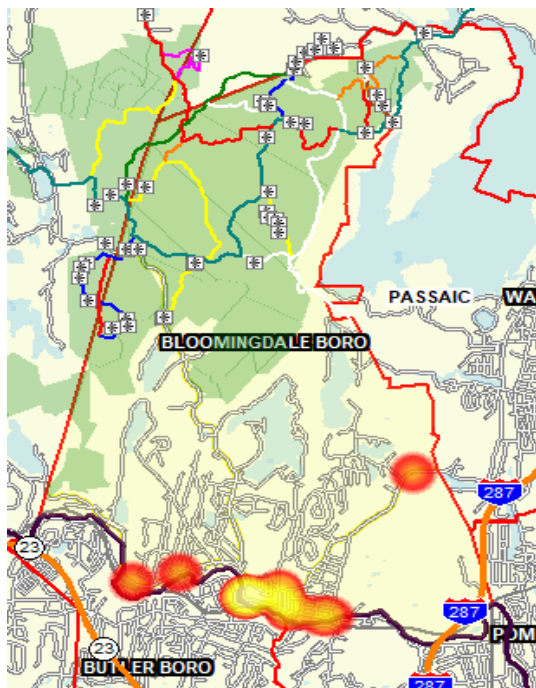 PASSAIC
WA
BLOOMINGDALE BORO
287
23
287
POM
23
BUTLER BORO
287